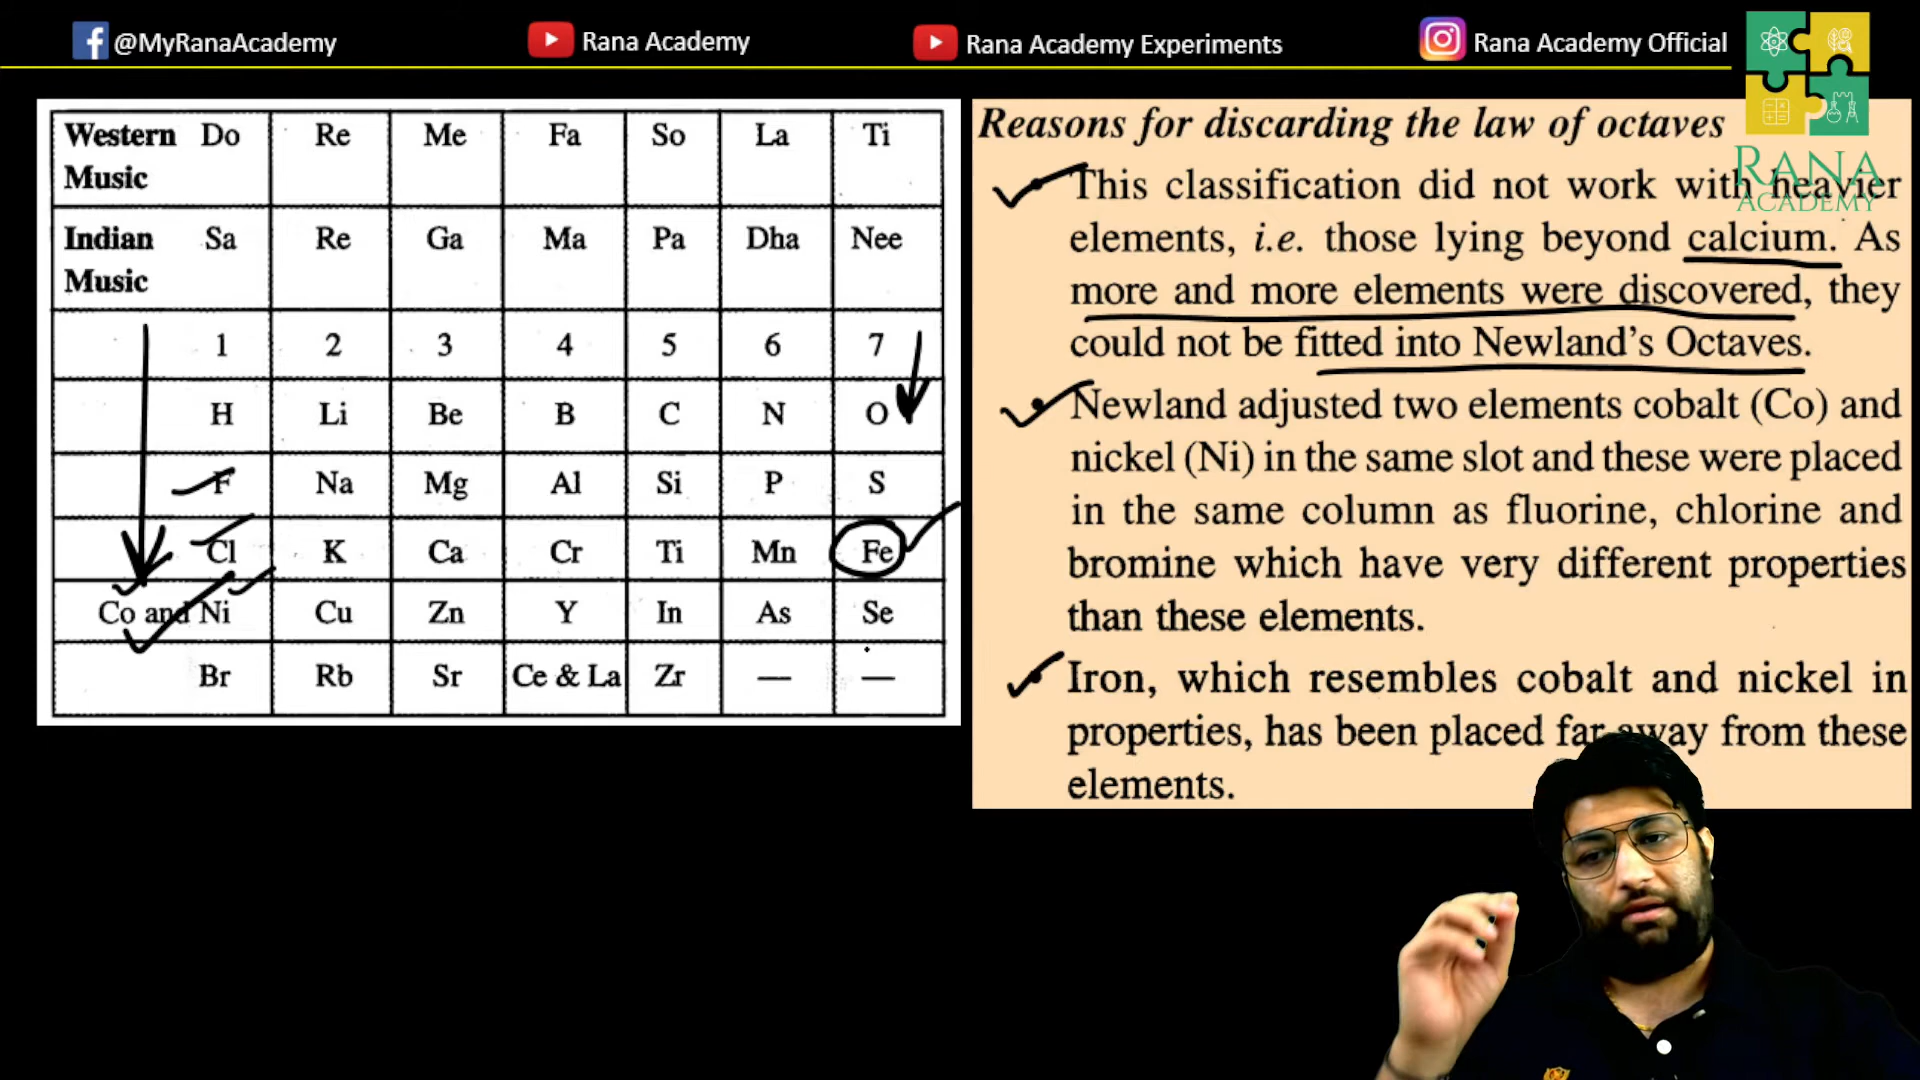 @MyRanaAcademy
Rana Academy
Rana Academy Experiments
Rana Academy Official
RANA
ACADEMY
Western Music Do Re Me Fa So La Ti
Indian Music Sa Re Ga Ma Pa Dha Nee
1 2 3 4 5 6 7
H Li Be B C N O
F Na Mg Al Si P S
Cl K Ca Cr Ti Mn Fe
Co and Ni Cu Zn Y In As Se
Br Rb Sr Ce & La Zr — —
Reasons for discarding the law of octaves
• This classification did not work with heavier
elements, i.e. those lying beyond calcium. As
more and more elements were discovered, they
could not be fitted into Newland's Octaves.
• Newland adjusted two elements cobalt (Co) and
nickel (Ni) in the same slot and these were placed
in the same column as fluorine, chlorine and
bromine which have very different properties
than these elements.
• Iron, which resembles cobalt and nickel in
properties, has been placed far away from these
elements.